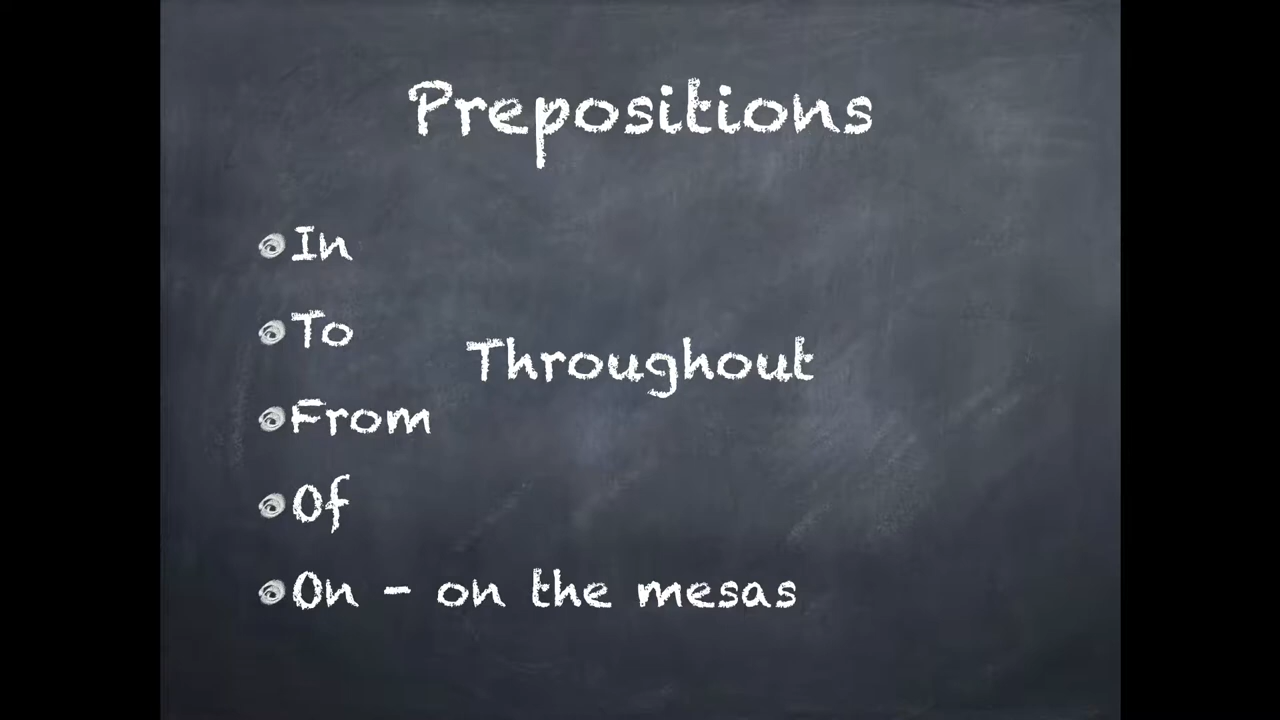 Prepositions
In
To
Throughout
From
Of
On - on the mesas